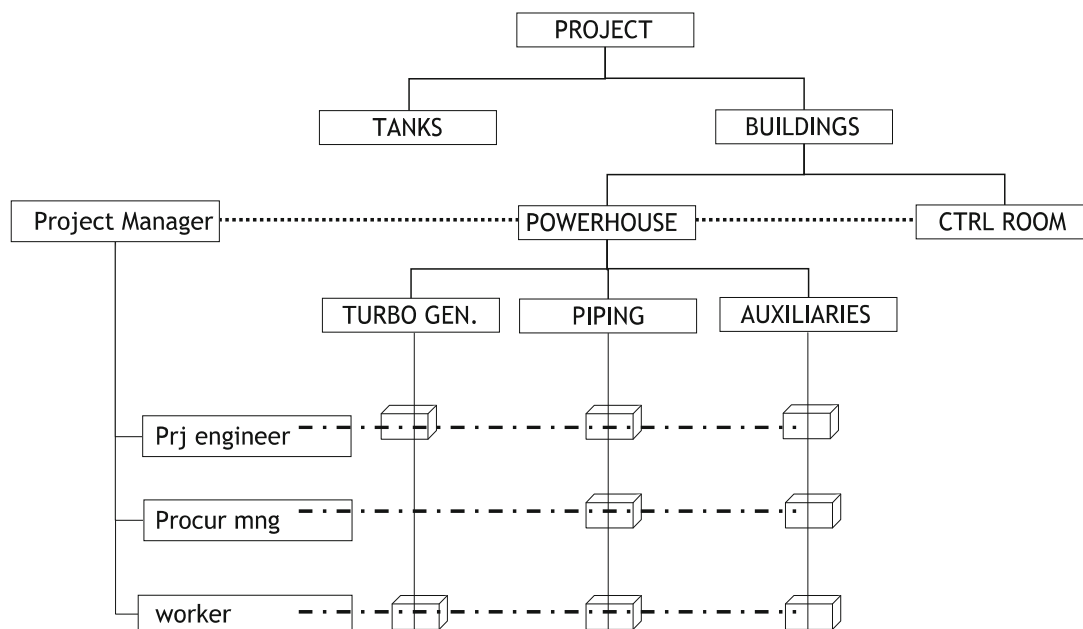 PROJECT
TANKS
BUILDINGS
Project Manager
POWERHOUSE
CTRL ROOM
TURBO GEN.
PIPING
AUXILIARIES
Prj engineer
Procur mng
worker